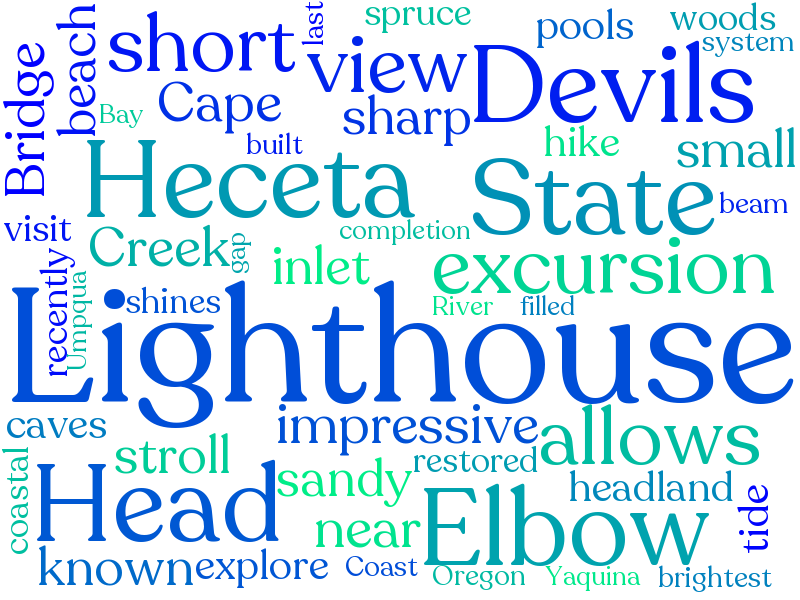 spruce
last
woods
pools
short
system
beach
view
Devils
Bridge
Cape
sharp
Bay
built
hike
small
Heceta
State
beam
visit
completion
Creek
gap
inlet
excursion
recently
Umpqua
shines
River
filled
Lighthouse
caves
impressive
allows
stroll
restored
coastal
Head
sandy
headland
Elbow
tide
near
known
explore
Coast
Oregon
Yaquina
brightest